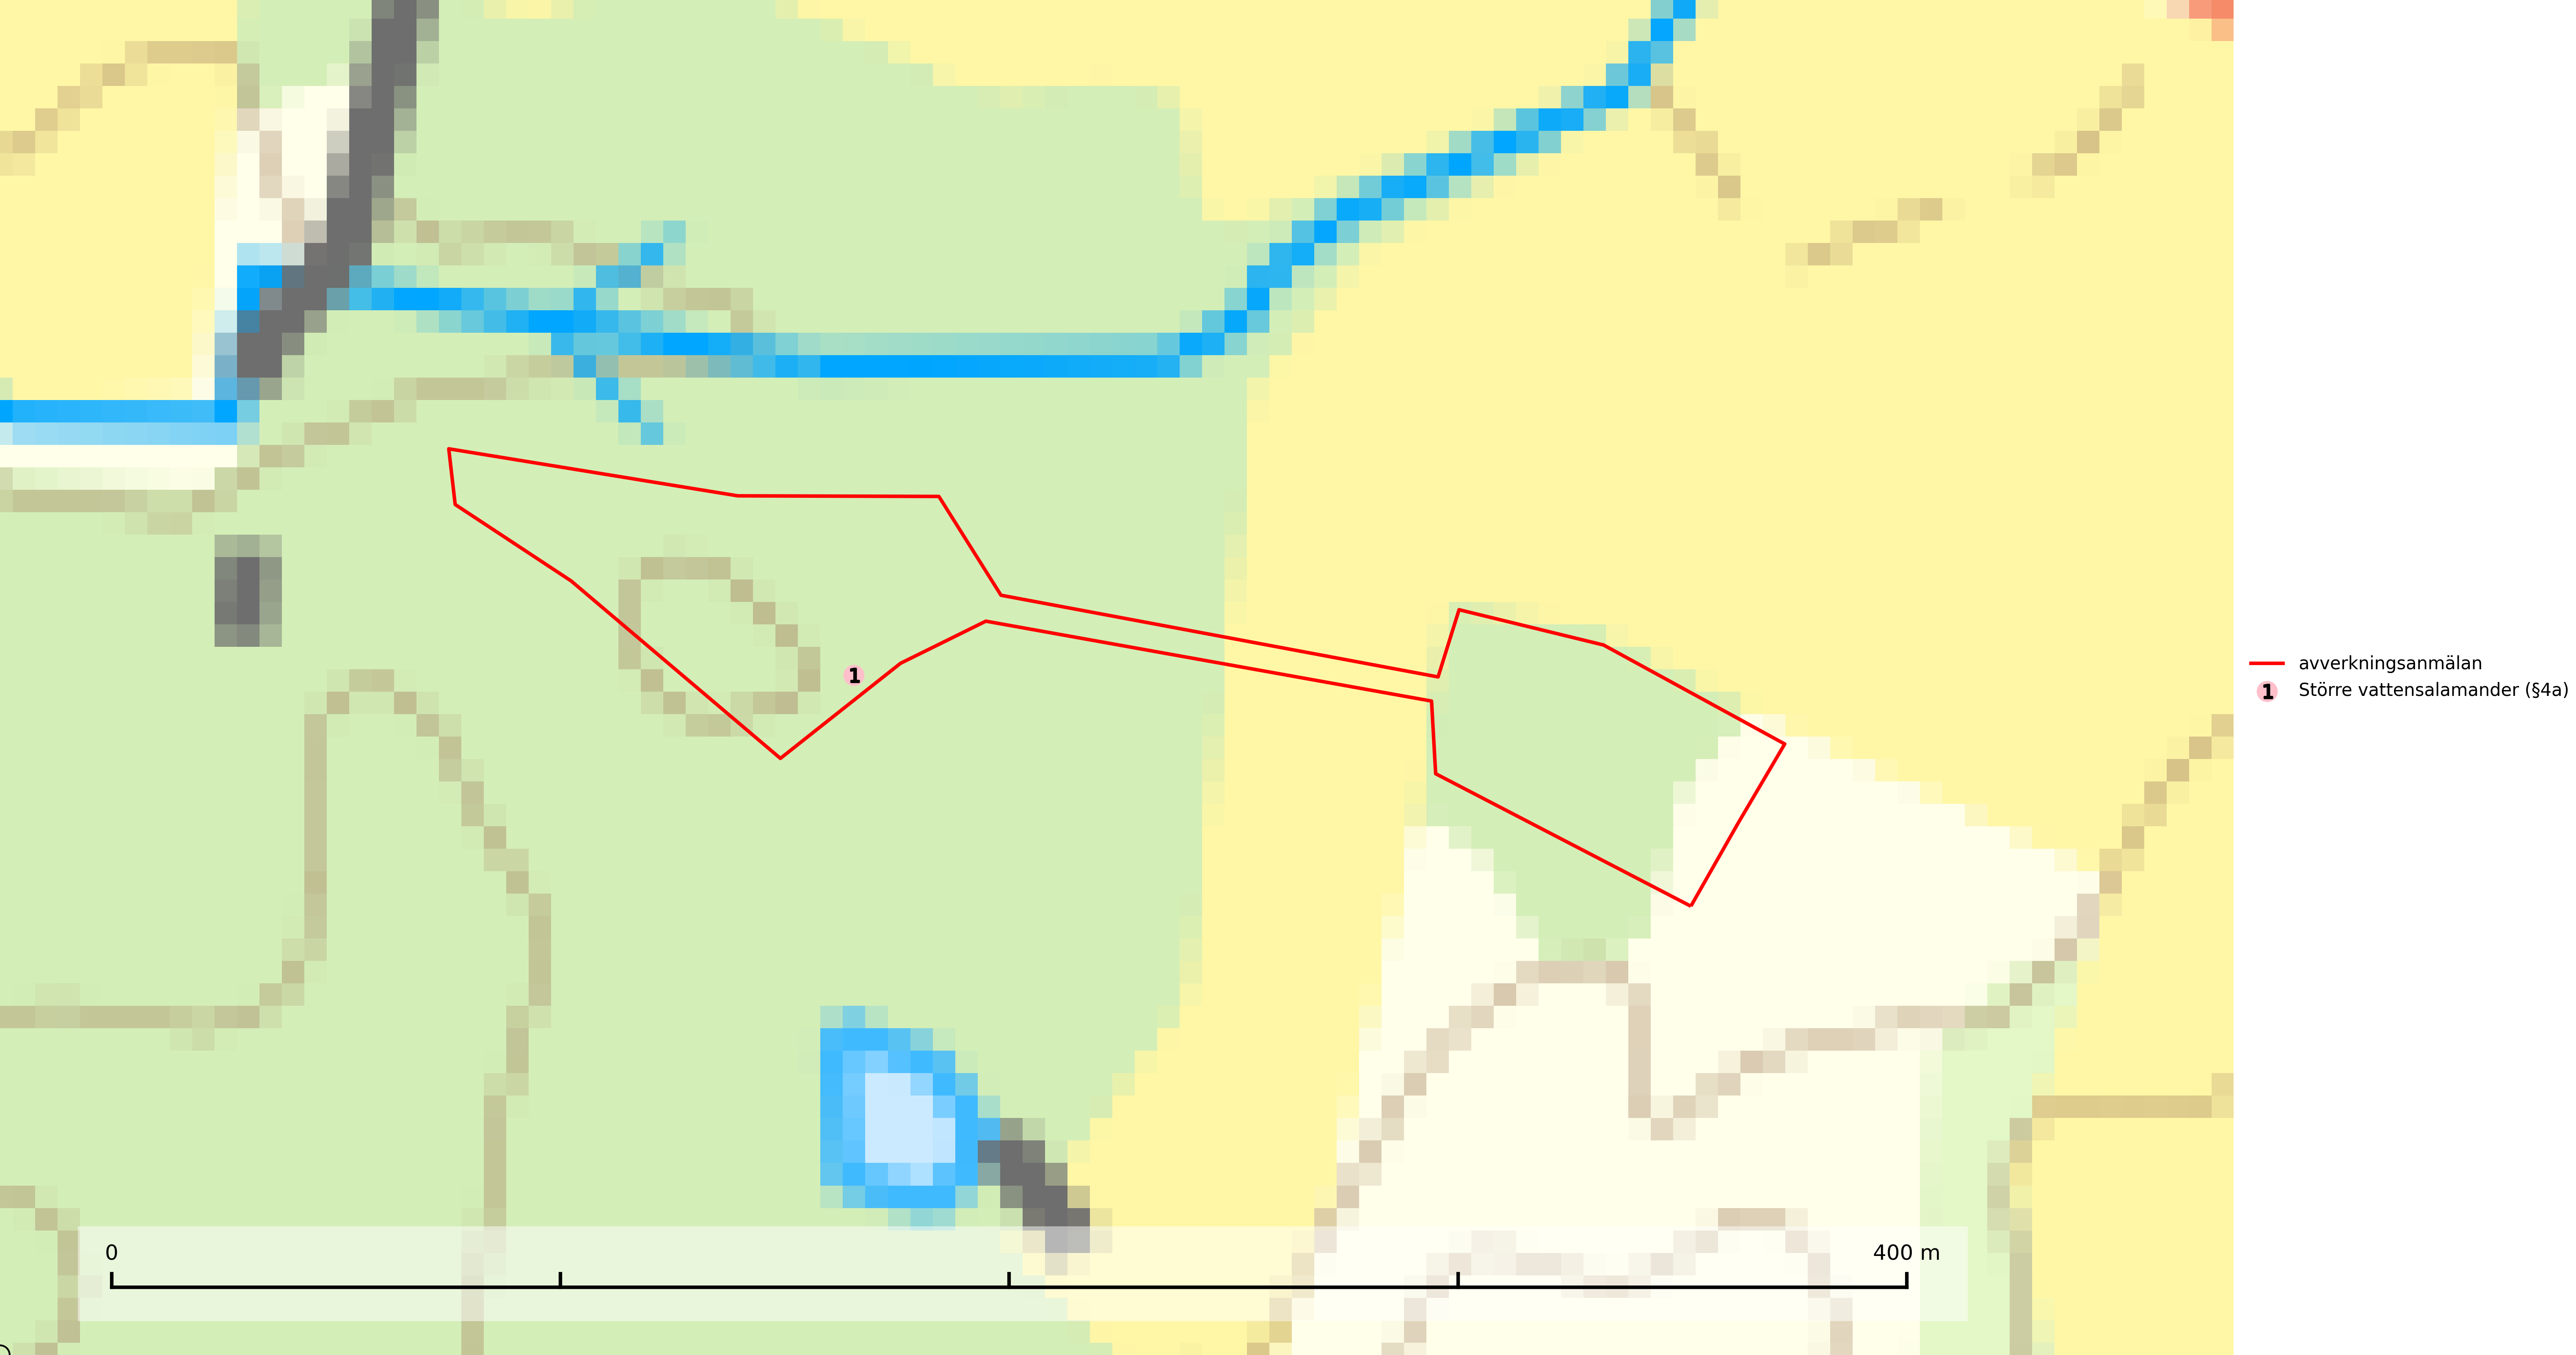 1
avverkningsanmälan
1 Större vattensalamander (§4a)
0 400 m